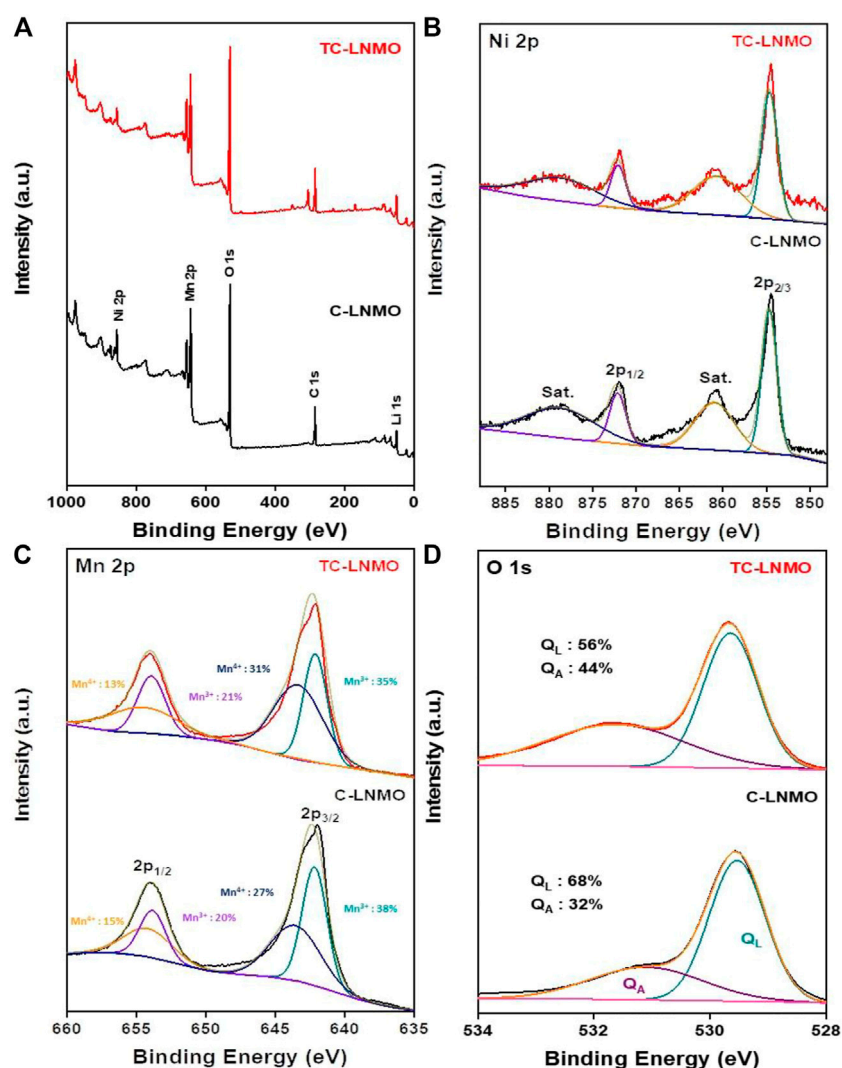 A
TC-LNMO
C-LNMO
Ni 2p
Mn 2p
O 1s
C 1s
Li 1s
Intensity (a.u.)
1000 800 600 400 200 0
Binding Energy (eV)
B
Ni 2p
TC-LNMO
C-LNMO
2p2/3
2p1/2
Sat.
Sat.
Intensity (a.u.)
885 880 875 870 865 860 855 850
Binding Energy (eV)
C
Mn 2p
TC-LNMO
Mn⁴⁺ : 13%
Mn³⁺ : 21%
Mn⁴⁺ : 31%
Mn³⁺ : 35%
C-LNMO
2p3/2
2p1/2
Mn⁴⁺ : 15%
Mn³⁺ : 20%
Mn⁴⁺ : 27%
Mn³⁺ : 38%
Intensity (a.u.)
660 655 650 645 640 635
Binding Energy (eV)
D
O 1s
TC-LNMO
QL : 56%
QA : 44%
C-LNMO
QL : 68%
QA : 32%
QL
QA
Intensity (a.u.)
534 532 530 528
Binding Energy (eV)